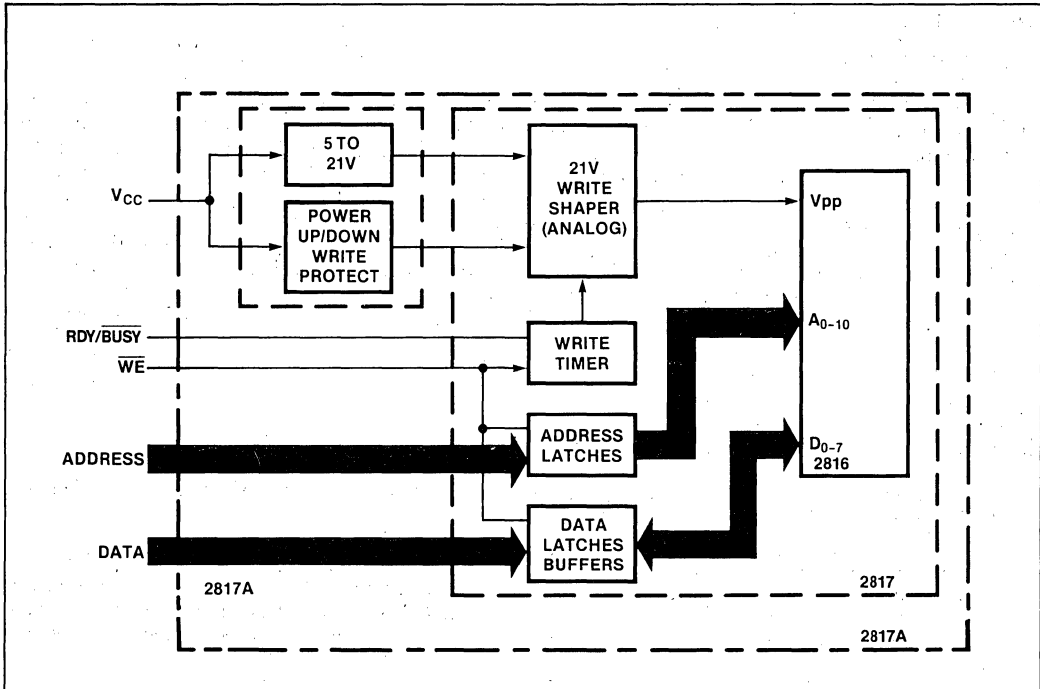 5 TO
21V
POWER
UP/DOWN
WRITE
PROTECT
21V
WRITE
SHAPER
(ANALOG)
VCC
Vpp
RDY/BUSY
WE
WRITE
TIMER
A0-10
ADDRESS
ADDRESS
LATCHES
D0-7
2816
DATA
DATA
LATCHES
BUFFERS
2817A
2817
2817A